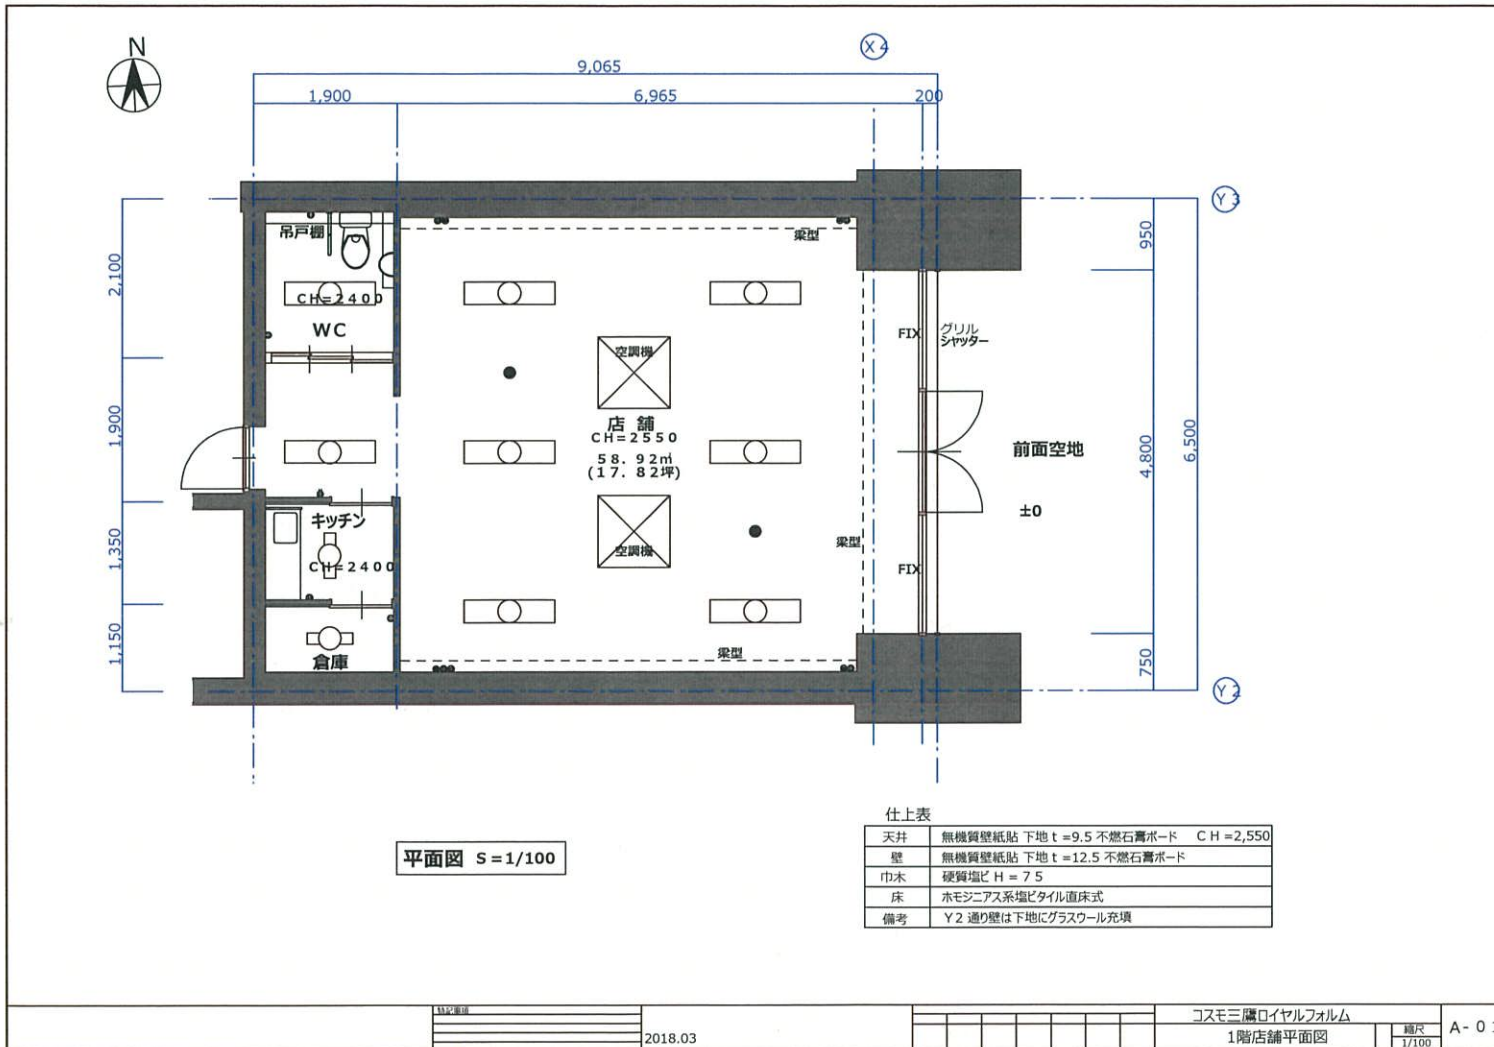 N
X4
9,065
1,900
6,965
200
Y3
吊戸棚
梁型
950
2,100
CH=2400
WC
FIX
グリル
シャッター
空調機
店 舗
CH=2550
58.92㎡
(17.82坪)
1,900
前面空地
4,800
6,500
±0
キッチン
CH=2400
1,350
空調機
梁型
FIX
1,150
倉庫
梁型
750
Y2
仕上表
天井 無機質壁紙貼 下地 t=9.5 不燃石膏ボード CH=2,550
壁 無機質壁紙貼 下地 t=12.5 不燃石膏ボード
巾木 硬質塩ビ H=75
床 ホモジニアス系塩ビタイル直床式
備考 Y2 通り壁は下地にグラスウール充填
平面図 S=1/100
特記事項
2018.03
コスモ三鷹ロイヤルフォルム
1階店舗平面図
縮尺
1/100
A-0